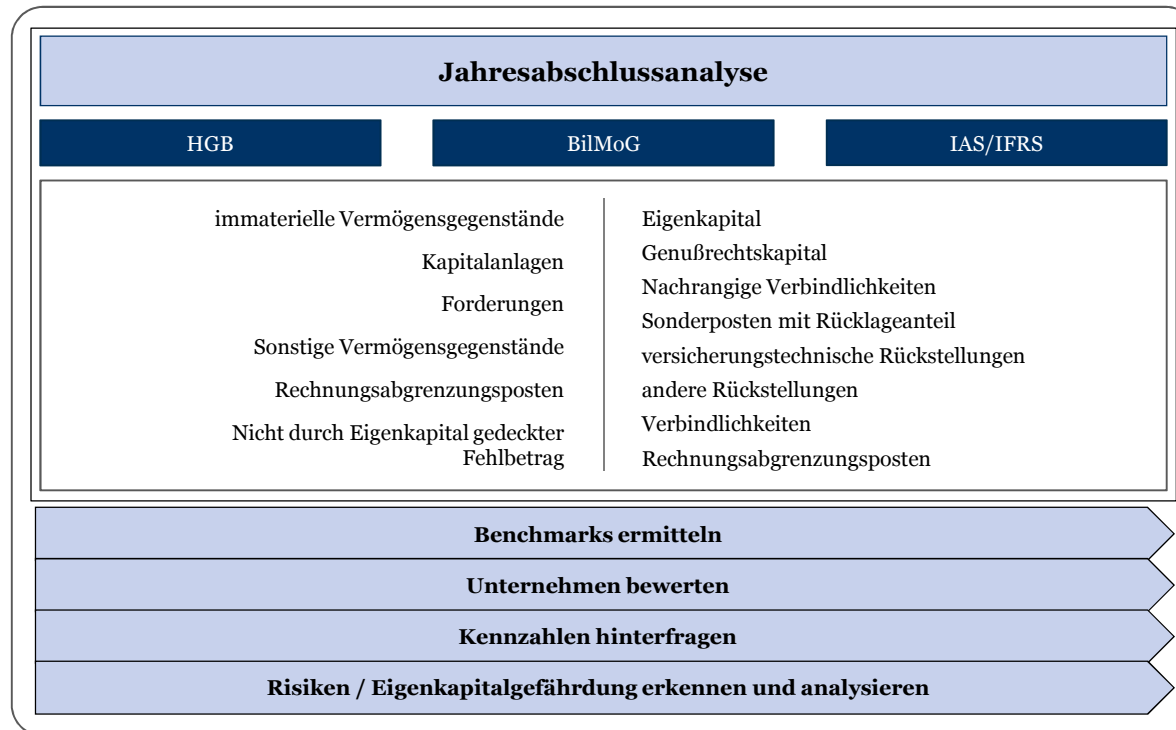 Jahresabschlussanalyse
HGB
BilMoG
IAS/IFRS
immaterielle Vermögensgegenstände
Kapitalanlagen
Forderungen
Sonstige Vermögensgegenstände
Rechnungsabgrenzungsposten
Nicht durch Eigenkapital gedeckter
Fehlbetrag
Eigenkapital
Genußrechtskapital
Nachrangige Verbindlichkeiten
Sonderposten mit Rücklageanteil
versicherungstechnische Rückstellungen
andere Rückstellungen
Verbindlichkeiten
Rechnungsabgrenzungsposten
Benchmarks ermitteln
Unternehmen bewerten
Kennzahlen hinterfragen
Risiken / Eigenkapitalgefährdung erkennen und analysieren